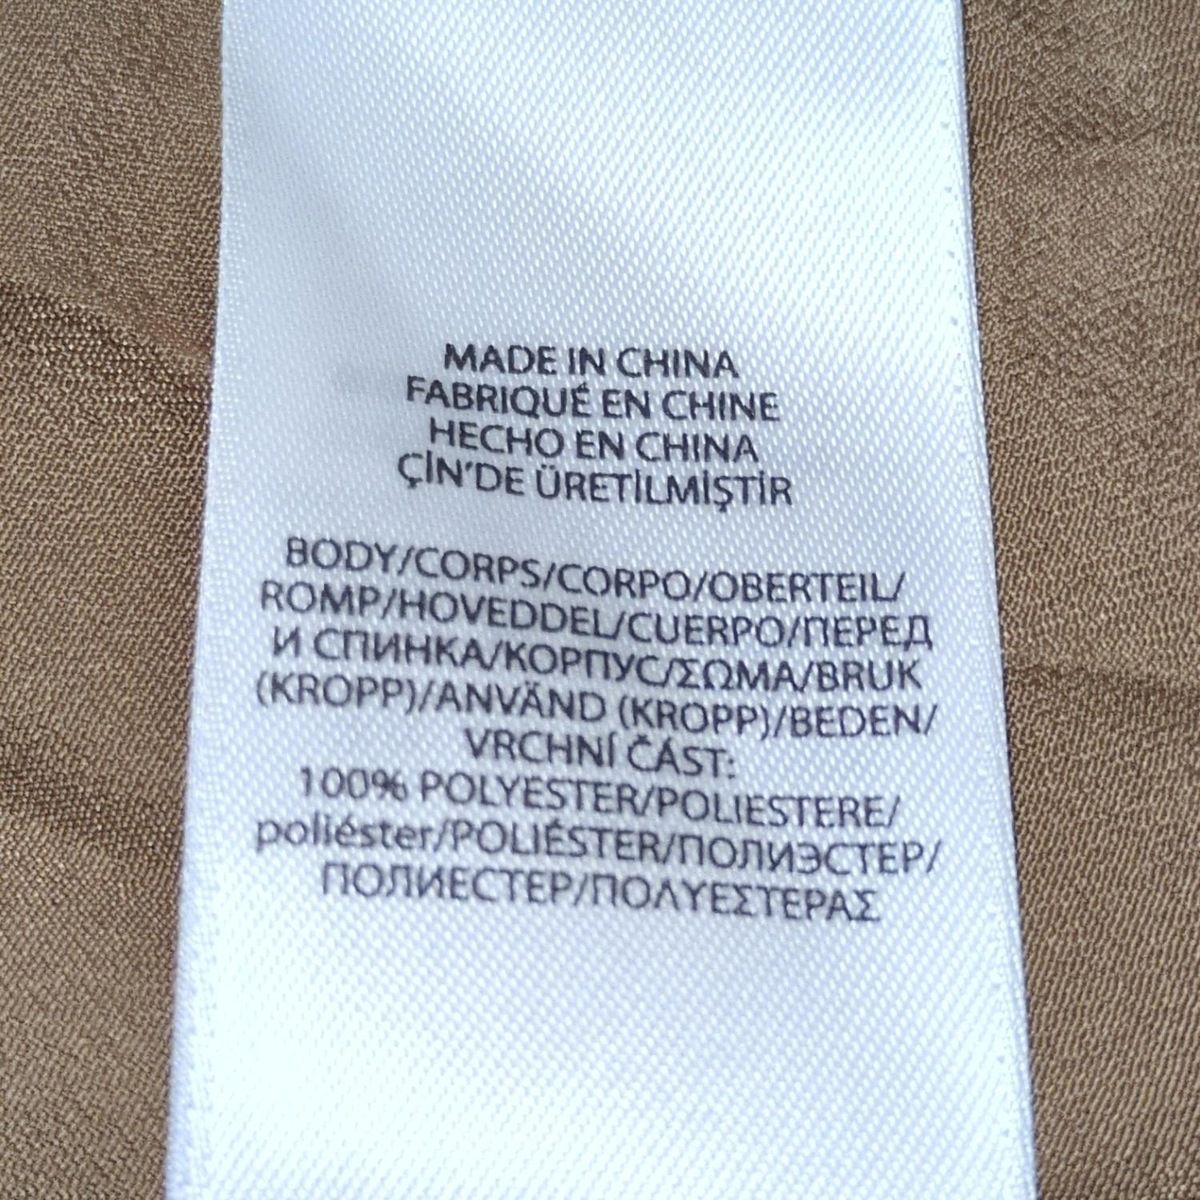 MADE IN CHINA
FABRIQUÉ EN CHINE
HECHO EN CHINA
ÇİN'DE ÜRETİLMİŞTİR
BODY/CORPS/CORPO/OBERTEIL/
ROMP/HOVEDDEL/CUERPO/ПЕРЕД
И СПИНКА/КОРПУС/ΣΩΜΑ/BRUK
(KROPP)/ANVÄND (KROPP)/BEDEN/
VRCHNÍ ČÁST:
100% POLYESTER/POLIESTERE/
poliéster/POLIÉSTER/ПОЛИЭСТЕР/
ПОЛИЕСТЕР/ΠΟΛΥΕΣΤΕΡΑΣ